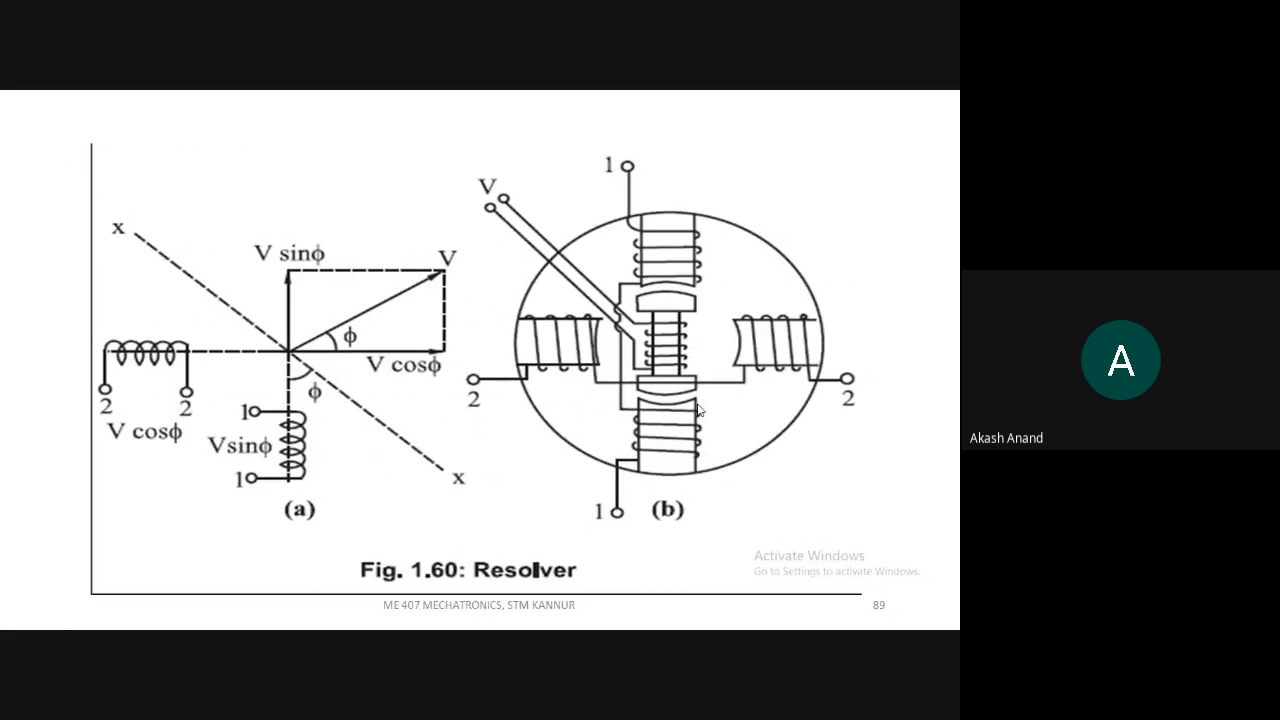 x
V sinϕ
V
ϕ
V cosϕ
ϕ
2
2
V cosϕ
1
Vsinϕ
1
x
(a)
1
V
2
2
1
(b)
Fig. 1.60: Resolver
Activate Windows
Go to Settings to activate Windows.
ME 407 MECHATRONICS, STM KANNUR
89
A
Akash Anand